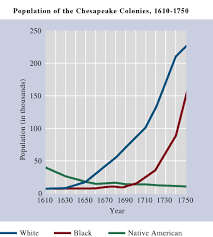 Population of the Chesapeake Colonies, 1610-1750
Population (in thousands)
250
200
150
100
50
0
1610 1630 1650 1670 1690 1710 1730 1750
Year
White Black Native American